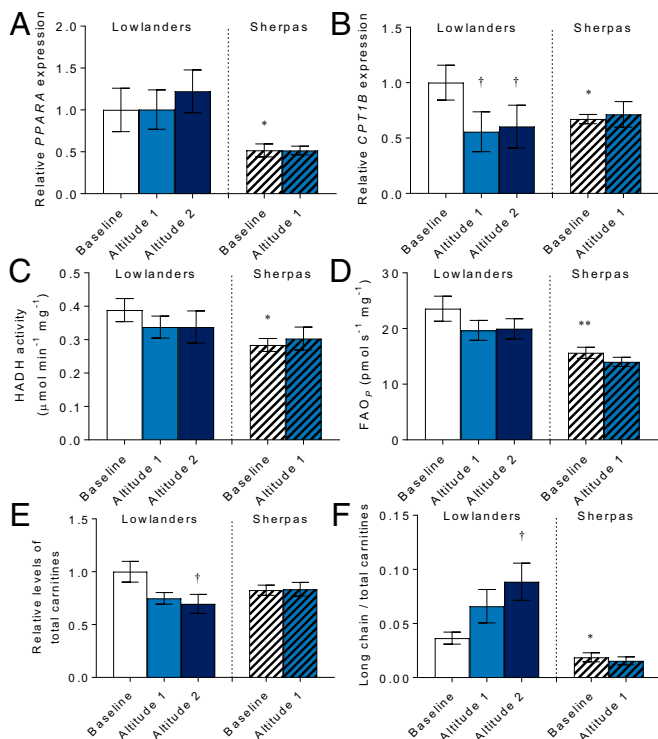 A
Lowlanders
Sherpas
Relative PPARA expression
2.0
1.5
1.0
0.5
0.0
*
Baseline
Altitude 1
Altitude 2
Baseline
Altitude 1
B
Lowlanders
Sherpas
Relative CPT1B expression
1.5
1.0
0.5
0.0
†
†
*
Baseline
Altitude 1
Altitude 2
Baseline
Altitude 1
C
Lowlanders
Sherpas
HADH activity
(μmol min⁻¹ mg⁻¹)
0.5
0.4
0.3
0.2
0.1
0.0
*
Baseline
Altitude 1
Altitude 2
Baseline
Altitude 1
D
Lowlanders
Sherpas
FAOP (pmol s⁻¹ mg⁻¹)
30
20
10
0
**
Baseline
Altitude 1
Altitude 2
Baseline
Altitude 1
E
Lowlanders
Sherpas
Relative levels of
total carnitines
1.5
1.0
0.5
0.0
†
Baseline
Altitude 1
Altitude 2
Baseline
Altitude 1
F
Lowlanders
Sherpas
Long chain / total carnitines
0.15
0.10
0.05
0.00
†
*
Baseline
Altitude 1
Altitude 2
Baseline
Altitude 1